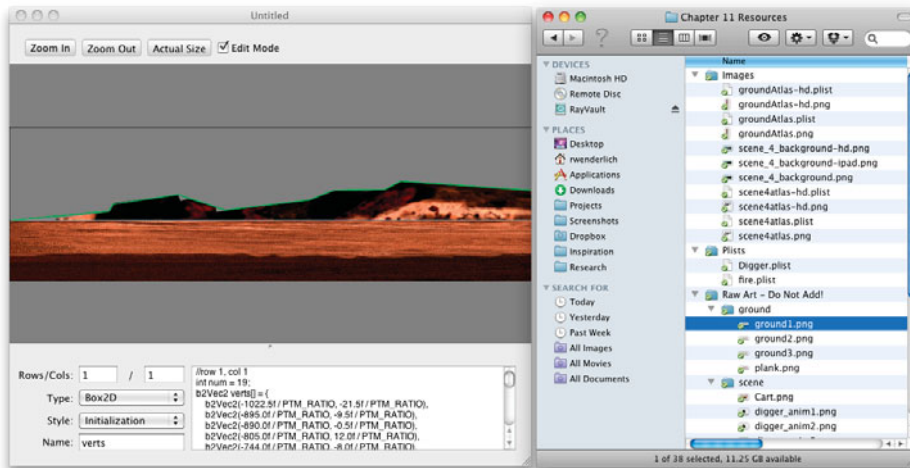 Untitled
Zoom In
Zoom Out
Actual Size
Edit Mode
Rows/Cols: 1 / 1
Type: Box2D
Style: Initialization
Name: verts
//row 1, col 1
int num = 19;
b2Vec2 verts[] = {
b2Vec2(-1022.5f / PTM_RATIO, -21.5f / PTM_RATIO),
b2Vec2(-895.0f / PTM_RATIO, -9.5f / PTM_RATIO),
b2Vec2(-890.0f / PTM_RATIO, -0.5f / PTM_RATIO),
b2Vec2(-805.0f / PTM_RATIO, 12.0f / PTM_RATIO),
b2Vec2(-744.0f / PTM_RATIO, -8.0f / PTM_RATIO),
Chapter 11 Resources
DEVICES
Macintosh HD
Remote Disc
RayVault
PLACES
Desktop
rwenderlich
Applications
Downloads
Projects
Screenshots
Dropbox
Inspiration
Research
SEARCH FOR
Today
Yesterday
Past Week
All Images
All Movies
All Documents
Name
Images
groundAtlas-hd.plist
groundAtlas-hd.png
groundAtlas.plist
groundAtlas.png
scene_4_background-hd.png
scene_4_background-ipad.png
scene_4_background.png
scene4atlas-hd.plist
scene4atlas-hd.png
scene4atlas.plist
scene4atlas.png
Plists
Digger.plist
fire.plist
Raw Art - Do Not Add!
ground
ground1.png
ground2.png
ground3.png
plank.png
scene
Cart.png
digger_anim1.png
digger_anim2.png
1 of 38 selected, 11.25 GB available